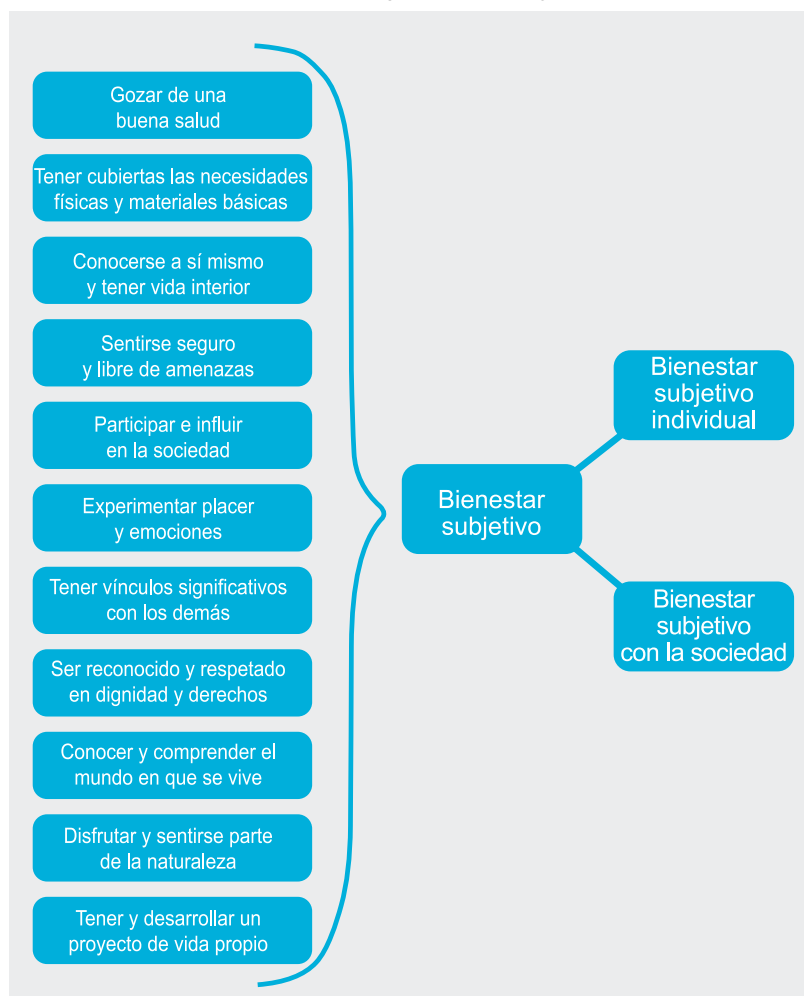 Gozar de una
buena salud
Tener cubiertas las necesidades
físicas y materiales básicas
Conocerse a sí mismo
y tener vida interior
Sentirse seguro
y libre de amenazas
Participar e influir
en la sociedad
Experimentar placer
y emociones
Tener vínculos significativos
con los demás
Ser reconocido y respetado
en dignidad y derechos
Conocer y comprender el
mundo en que se vive
Disfrutar y sentirse parte
de la naturaleza
Tener y desarrollar un
proyecto de vida propio
Bienestar
subjetivo
Bienestar
subjetivo
individual
Bienestar
subjetivo
con la sociedad